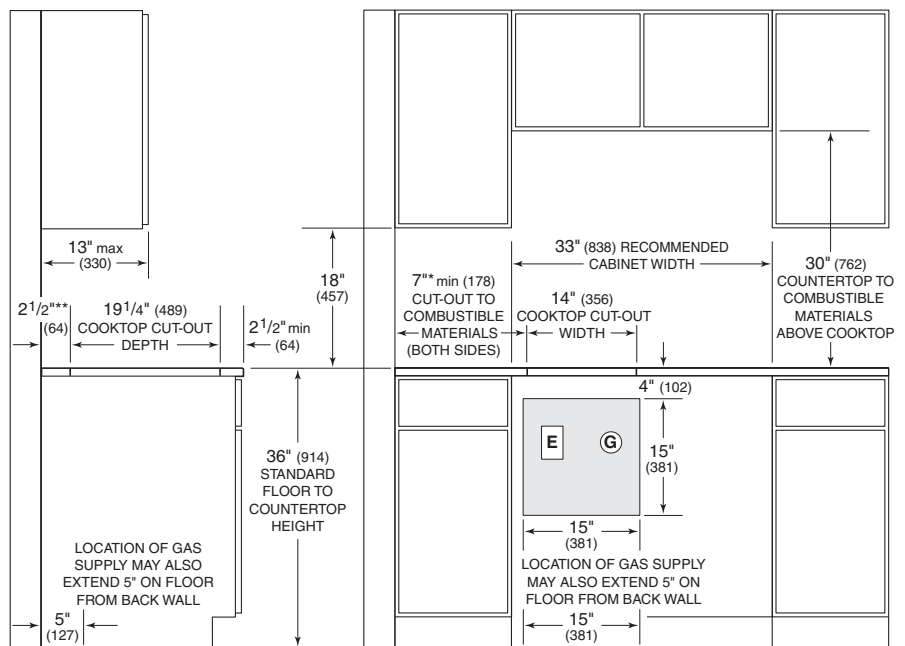 13" max
(330)
2 1/2"**
(64)
19 1/4" (489)
COOKTOP CUT-OUT
DEPTH
2 1/2" min
(64)
18"
(457)
36" (914)
STANDARD
FLOOR TO
COUNTERTOP
HEIGHT
LOCATION OF GAS
SUPPLY MAY ALSO
EXTEND 5" ON FLOOR
FROM BACK WALL
5"
(127)
33" (838) RECOMMENDED
CABINET WIDTH
7"* min (178)
CUT-OUT TO
COMBUSTIBLE
MATERIALS
(BOTH SIDES)
14" (356)
COOKTOP CUT-OUT
WIDTH
30" (762)
COUNTERTOP TO
COMBUSTIBLE
MATERIALS
ABOVE COOKTOP
4" (102)
E
G
15"
(381)
15"
(381)
LOCATION OF GAS SUPPLY
MAY ALSO EXTEND 5" ON
FLOOR FROM BACK WALL
15"
(381)